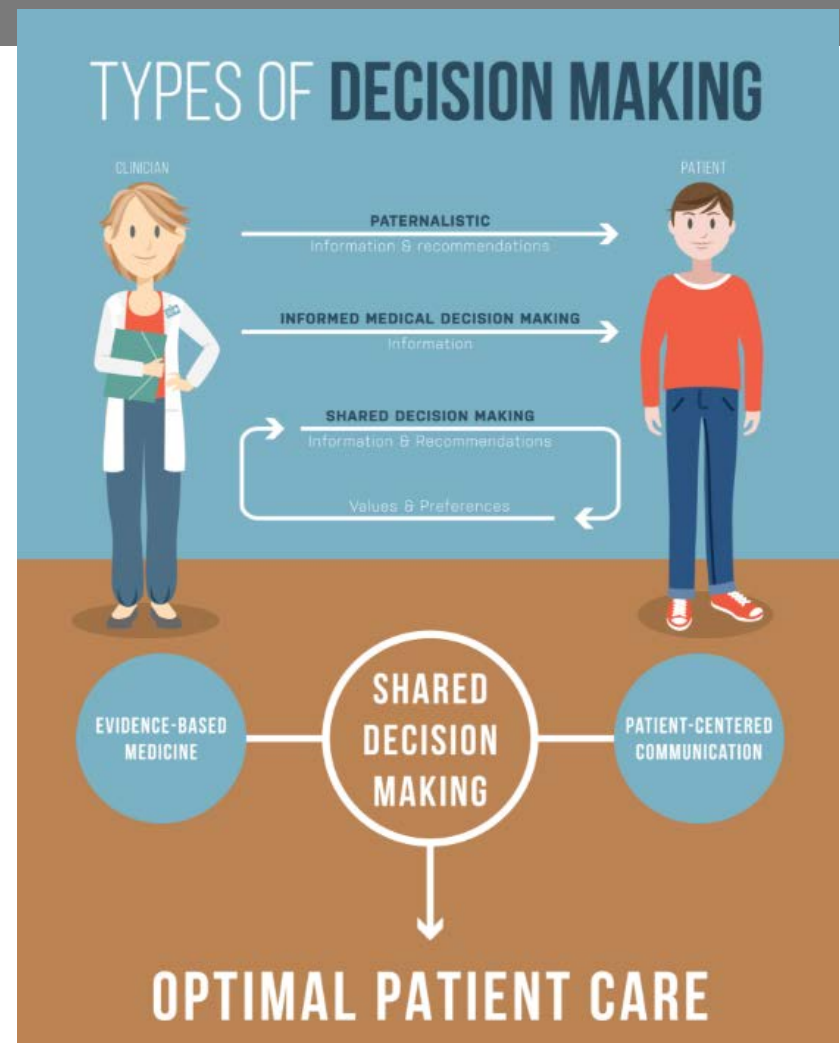 TYPES OF DECISION MAKING
CLINICIAN
PATIENT
PATERNALISTIC
Information & recommendations
INFORMED MEDICAL DECISION MAKING
Information
SHARED DECISION MAKING
Information & Recommendations
Values & Preferences
EVIDENCE-BASED
MEDICINE
SHARED
DECISION
MAKING
PATIENT-CENTERED
COMMUNICATION
OPTIMAL PATIENT CARE